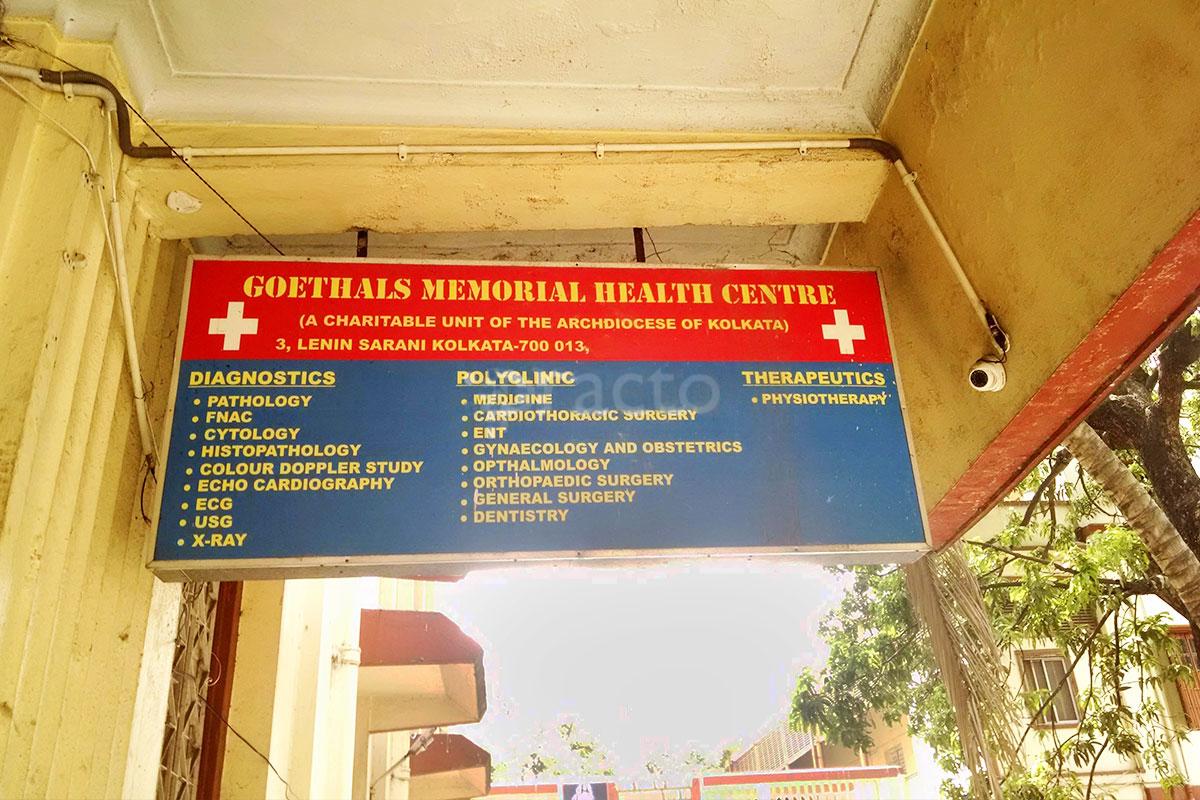 GOETHALS MEMORIAL HEALTH CENTRE
(A CHARITABLE UNIT OF THE ARCHDIOCESE OF KOLKATA)
3, LENIN SARANI KOLKATA-700 013,
DIAGNOSTICS
• PATHOLOGY
• FNAC
• CYTOLOGY
• HISTOPATHOLOGY
• COLOUR DOPPLER STUDY
• ECHO CARDIOGRAPHY
• ECG
• USG
• X-RAY
POLYCLINIC
• MEDICINE
• CARDIOTHORACIC SURGERY
• ENT
• GYNAECOLOGY AND OBSTETRICS
• OPTHALMOLOGY
• ORTHOPAEDIC SURGERY
• GENERAL SURGERY
• DENTISTRY
THERAPEUTICS
• PHYSIOTHERAPY